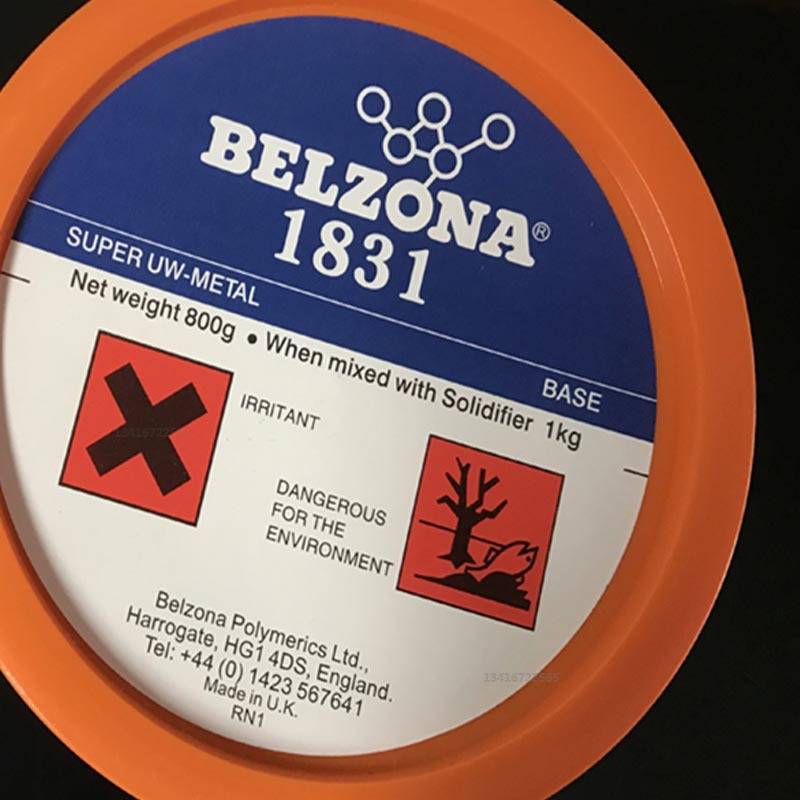 BELZONA®
1831
SUPER UW-METAL
BASE
Net weight 800g • When mixed with Solidifier 1kg
IRRITANT
DANGEROUS
FOR THE
ENVIRONMENT
Belzona Polymerics Ltd.,
Harrogate, HG1 4DS, England.
Tel: +44 (0) 1423 567641
Made in U.K.
RN1